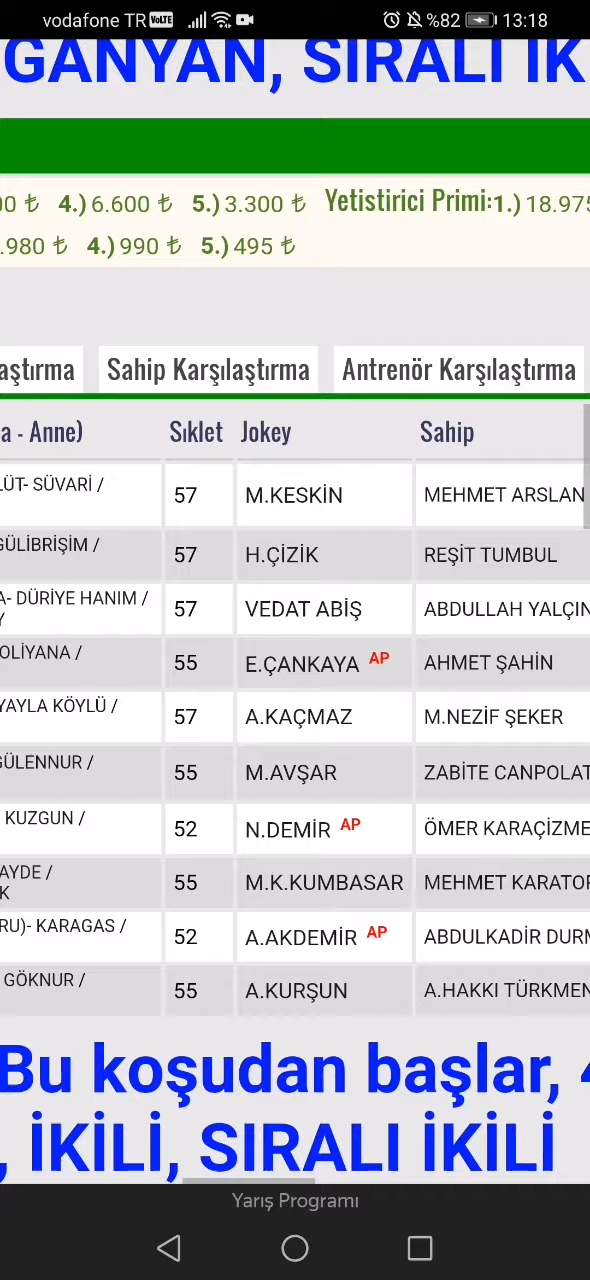 vodafone TR VoLTE %82 13:18
GANYAN, SIRALI İK
00 ₺ 4.) 6.600 ₺ 5.) 3.300 ₺ Yetistirici Primi:1.) 18.975
.980 ₺ 4.) 990 ₺ 5.) 495 ₺
aştırma Sahip Karşılaştırma Antrenör Karşılaştırma
a - Anne) Sıklet Jokey Sahip
LÜT- SÜVARİ / 57 M.KESKİN MEHMET ARSLAN
GÜLİBRİŞİM / 57 H.ÇİZİK REŞİT TUMBUL
A- DÜRİYE HANIM / 57 VEDAT ABİŞ ABDULLAH YALÇIN
Y
OLİYANA / 55 E.ÇANKAYA AP AHMET ŞAHİN
YAYLA KÖYLÜ / 57 A.KAÇMAZ M.NEZİF ŞEKER
GÜLENNUR / 55 M.AVŞAR ZABİTE CANPOLAT
KUZGUN / 52 N.DEMİR AP ÖMER KARAÇİZME
AYDE / 55 M.K.KUMBASAR MEHMET KARATOP
K
RU)- KARAGAS / 52 A.AKDEMİR AP ABDULKADİR DURM
GÖKNUR / 55 A.KURŞUN A.HAKKI TÜRKMEN
Bu koşudan başlar, 4
, İKİLİ, SIRALI İKİLİ
Yarış Programı